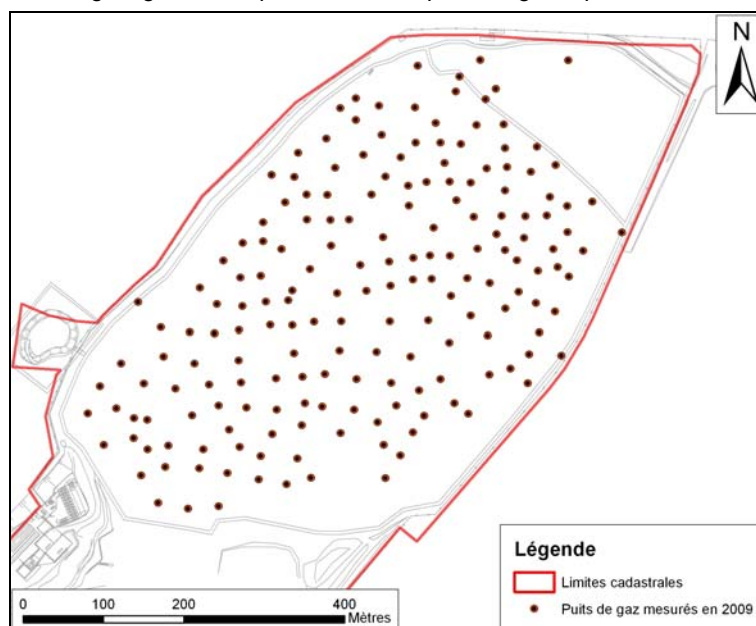 N
Légende
Limites cadastrales
Puits de gaz mesurés en 2009
0 100 200 400
Mètres